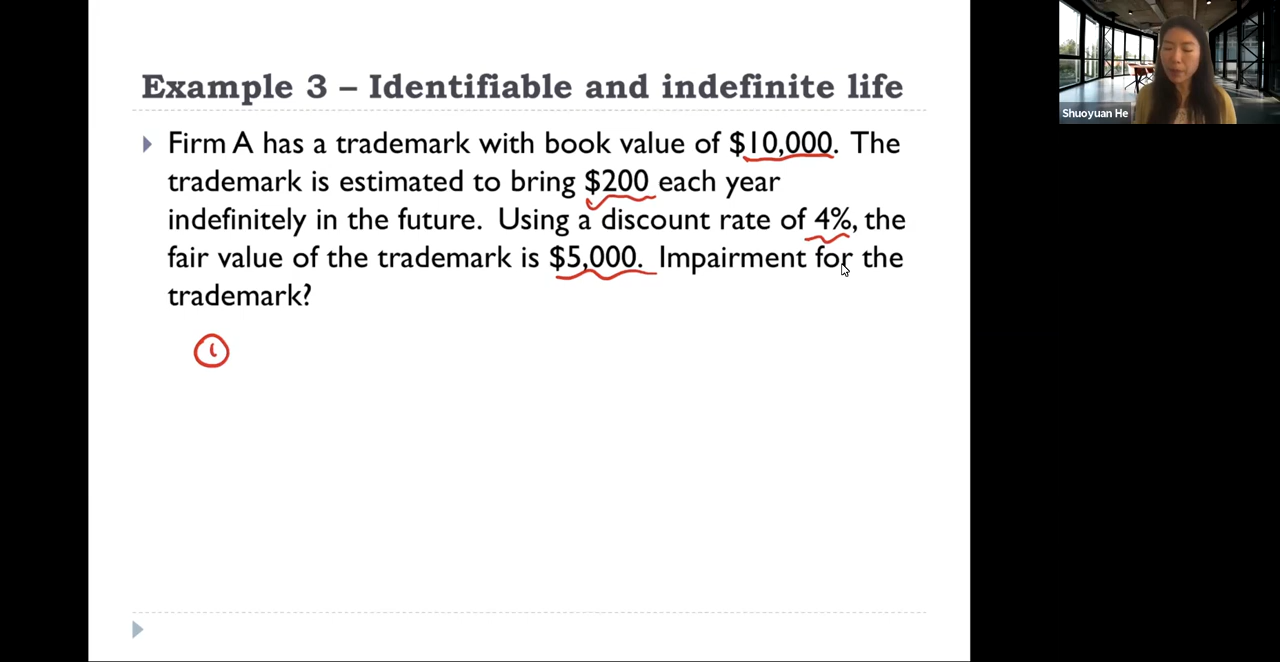 Example 3 – Identifiable and indefinite life
Firm A has a trademark with book value of $10,000. The
trademark is estimated to bring $200 each year
indefinitely in the future. Using a discount rate of 4%, the
fair value of the trademark is $5,000. Impairment for the
trademark?
①
Shuoyuan He